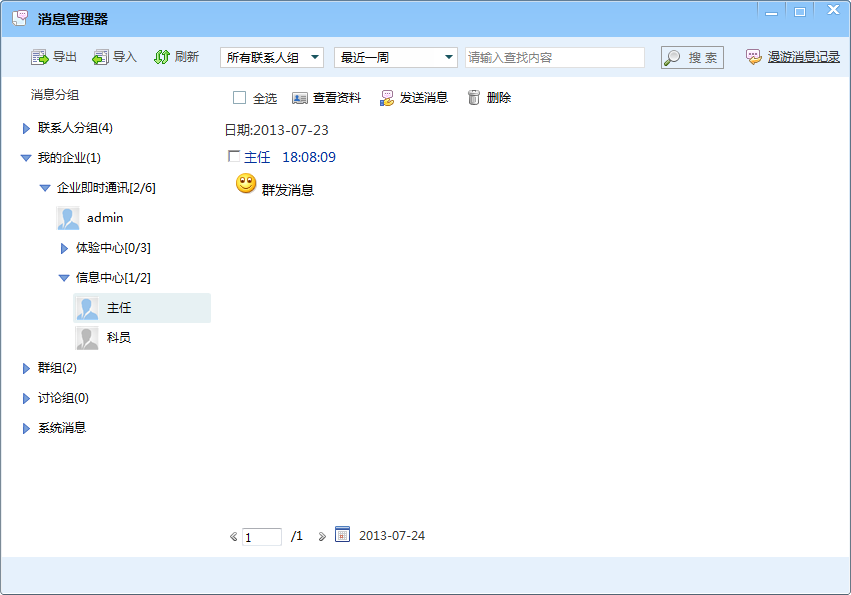 消息管理器
导出 导入 刷新 所有联系人组 最近一周 请输入查找内容 搜 索 漫游消息记录
消息分组
联系人分组(4)
我的企业(1)
企业即时通讯[2/6]
admin
体验中心[0/3]
信息中心[1/2]
主任
科员
群组(2)
讨论组(0)
系统消息
全选 查看资料 发送消息 删除
日期:2013-07-23
主任 18:08:09
群发消息
1 /1 2013-07-24